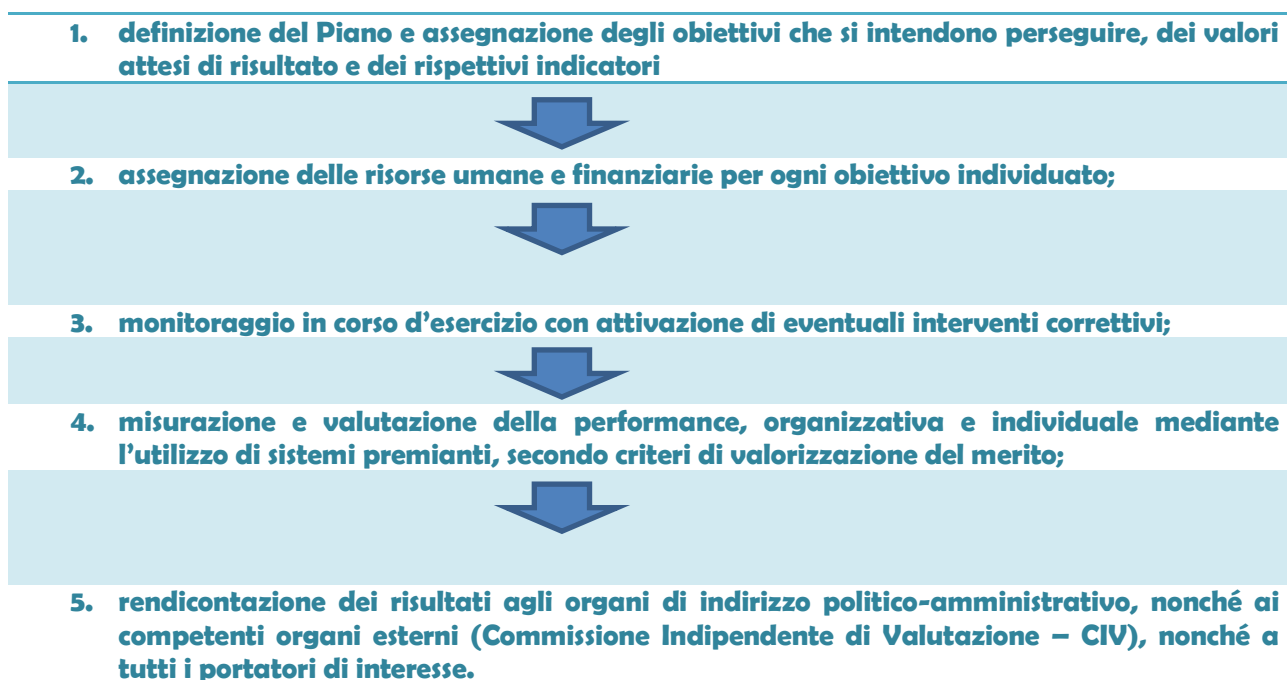 1. definizione del Piano e assegnazione degli obiettivi che si intendono perseguire, dei valori
attesi di risultato e dei rispettivi indicatori
2. assegnazione delle risorse umane e finanziarie per ogni obiettivo individuato;
3. monitoraggio in corso d’esercizio con attivazione di eventuali interventi correttivi;
4. misurazione e valutazione della performance, organizzativa e individuale mediante
l’utilizzo di sistemi premianti, secondo criteri di valorizzazione del merito;
5. rendicontazione dei risultati agli organi di indirizzo politico-amministrativo, nonché ai
competenti organi esterni (Commissione Indipendente di Valutazione – CIV), nonché a
tutti i portatori di interesse.